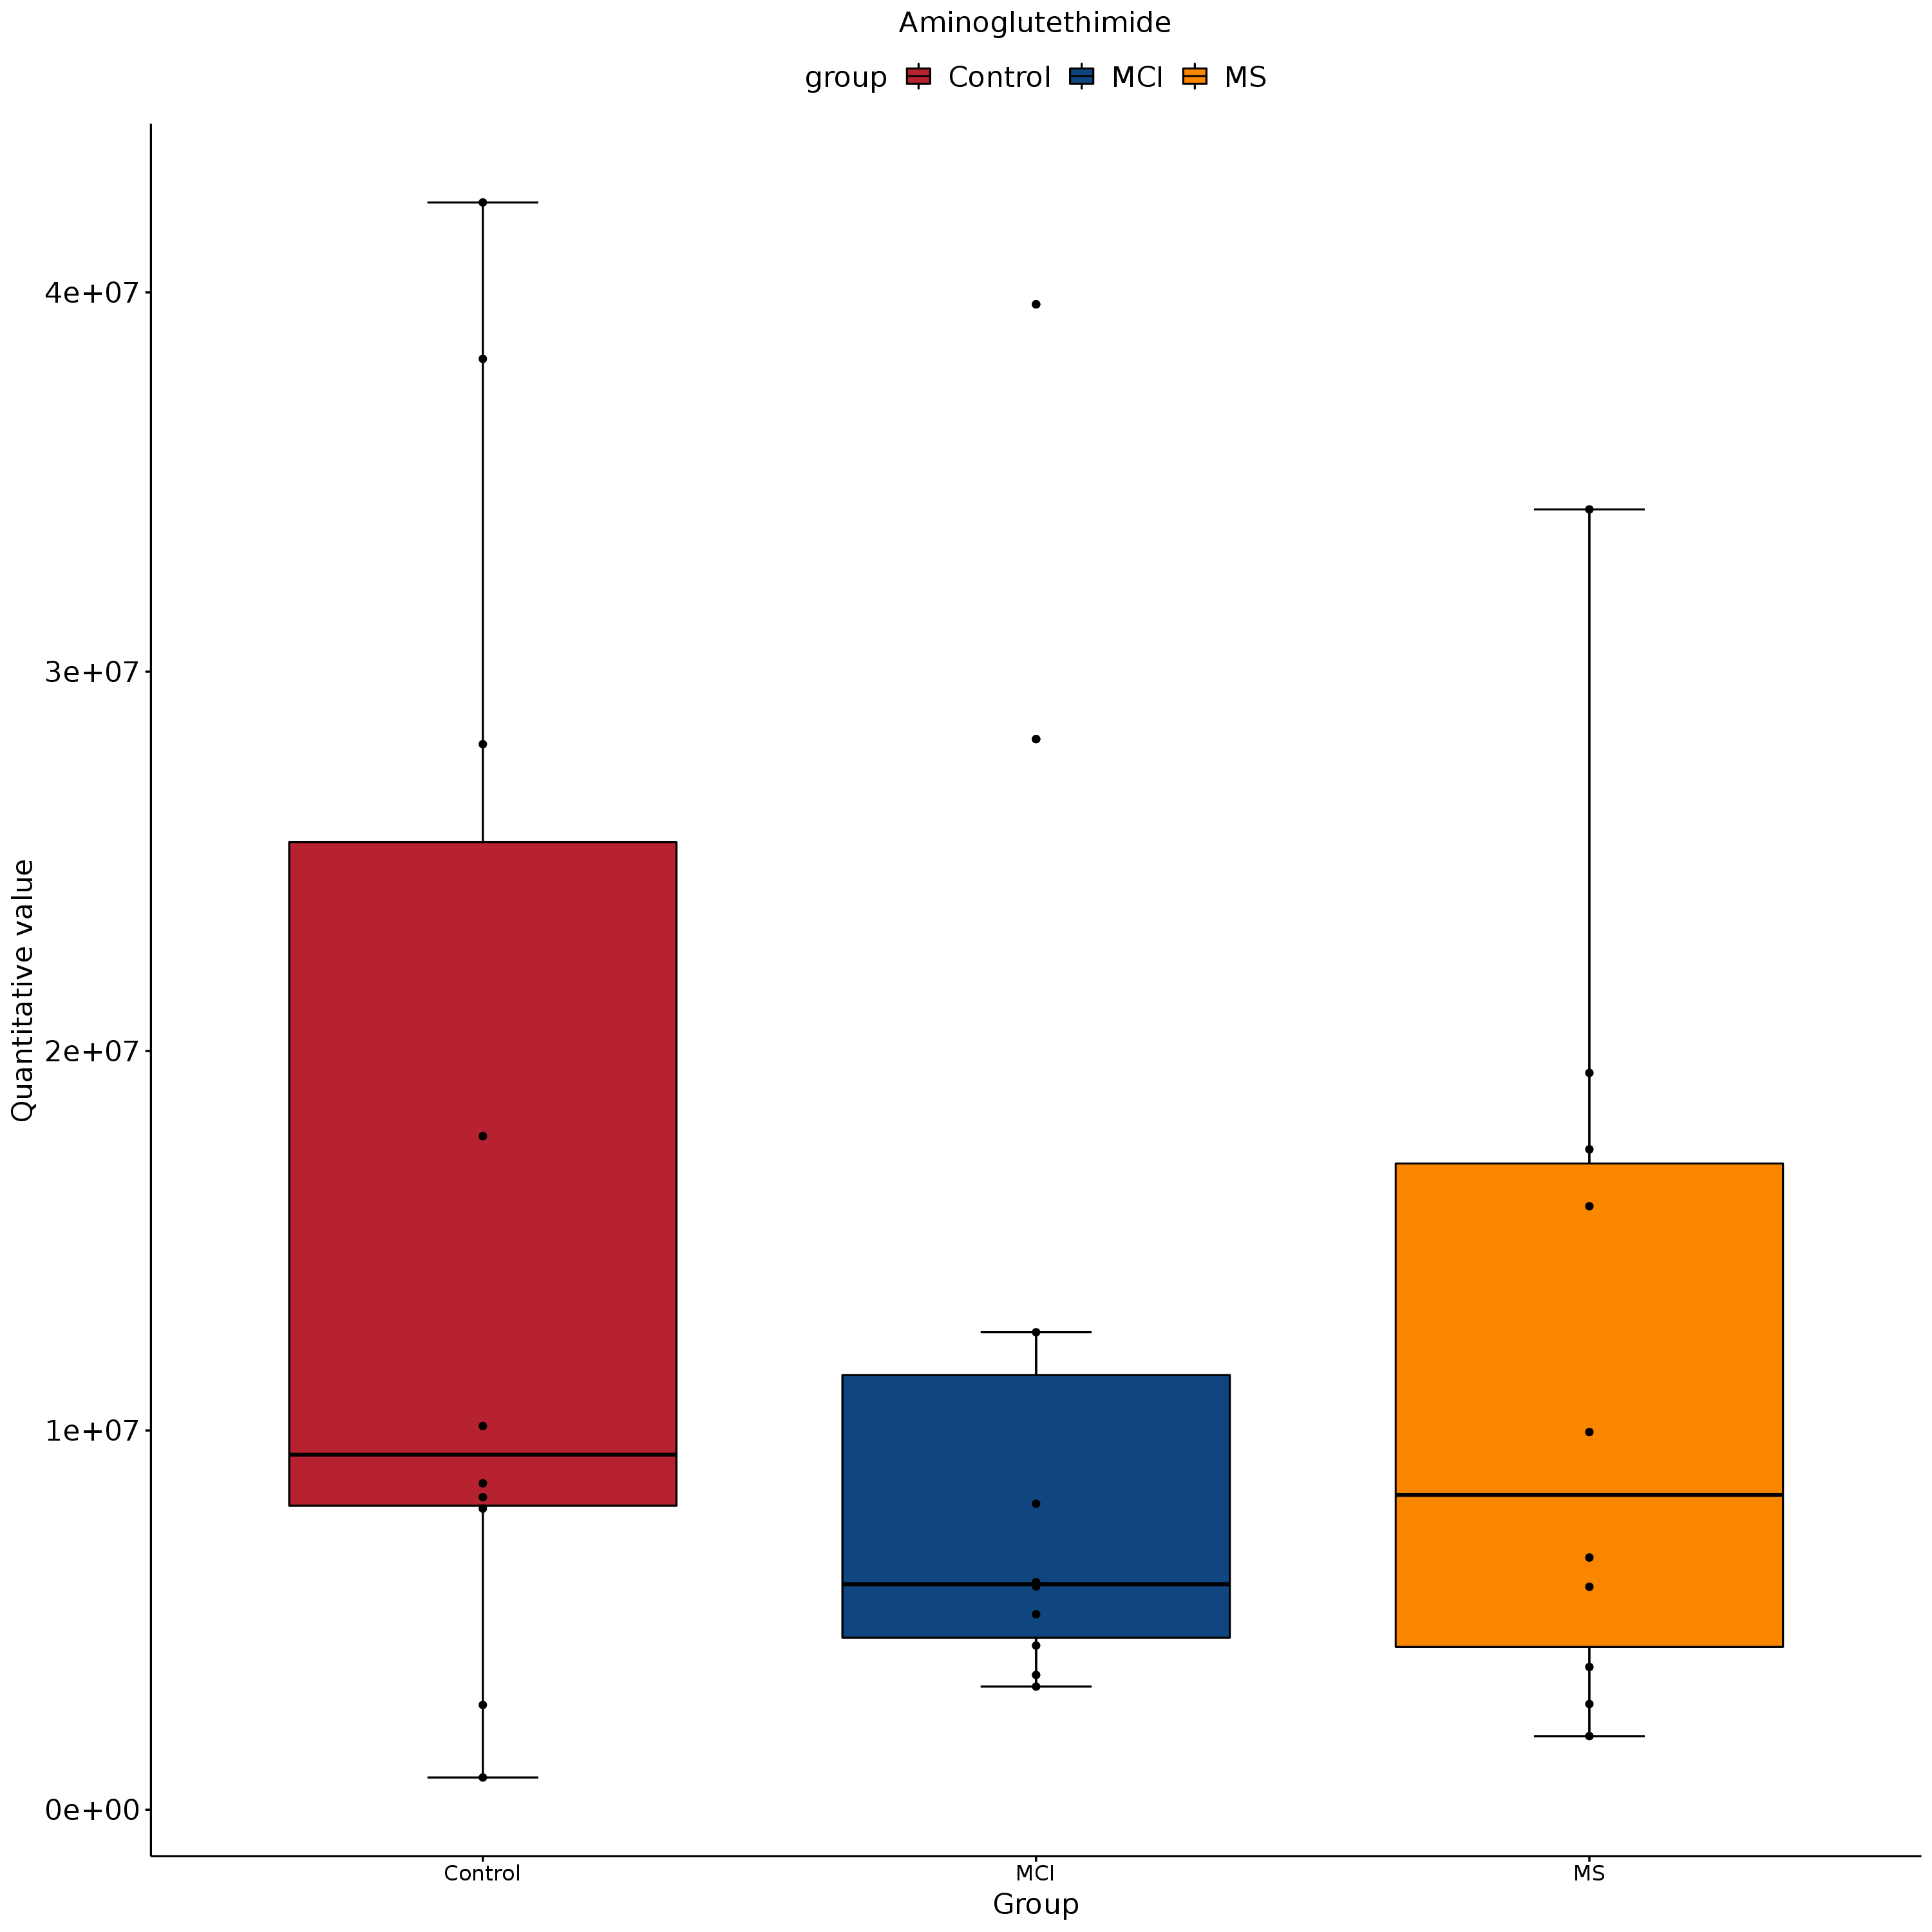 Aminoglutethimide
group Control MCI MS
Quantitative value
4e+07
3e+07
2e+07
1e+07
0e+00
Control MCI MS
Group